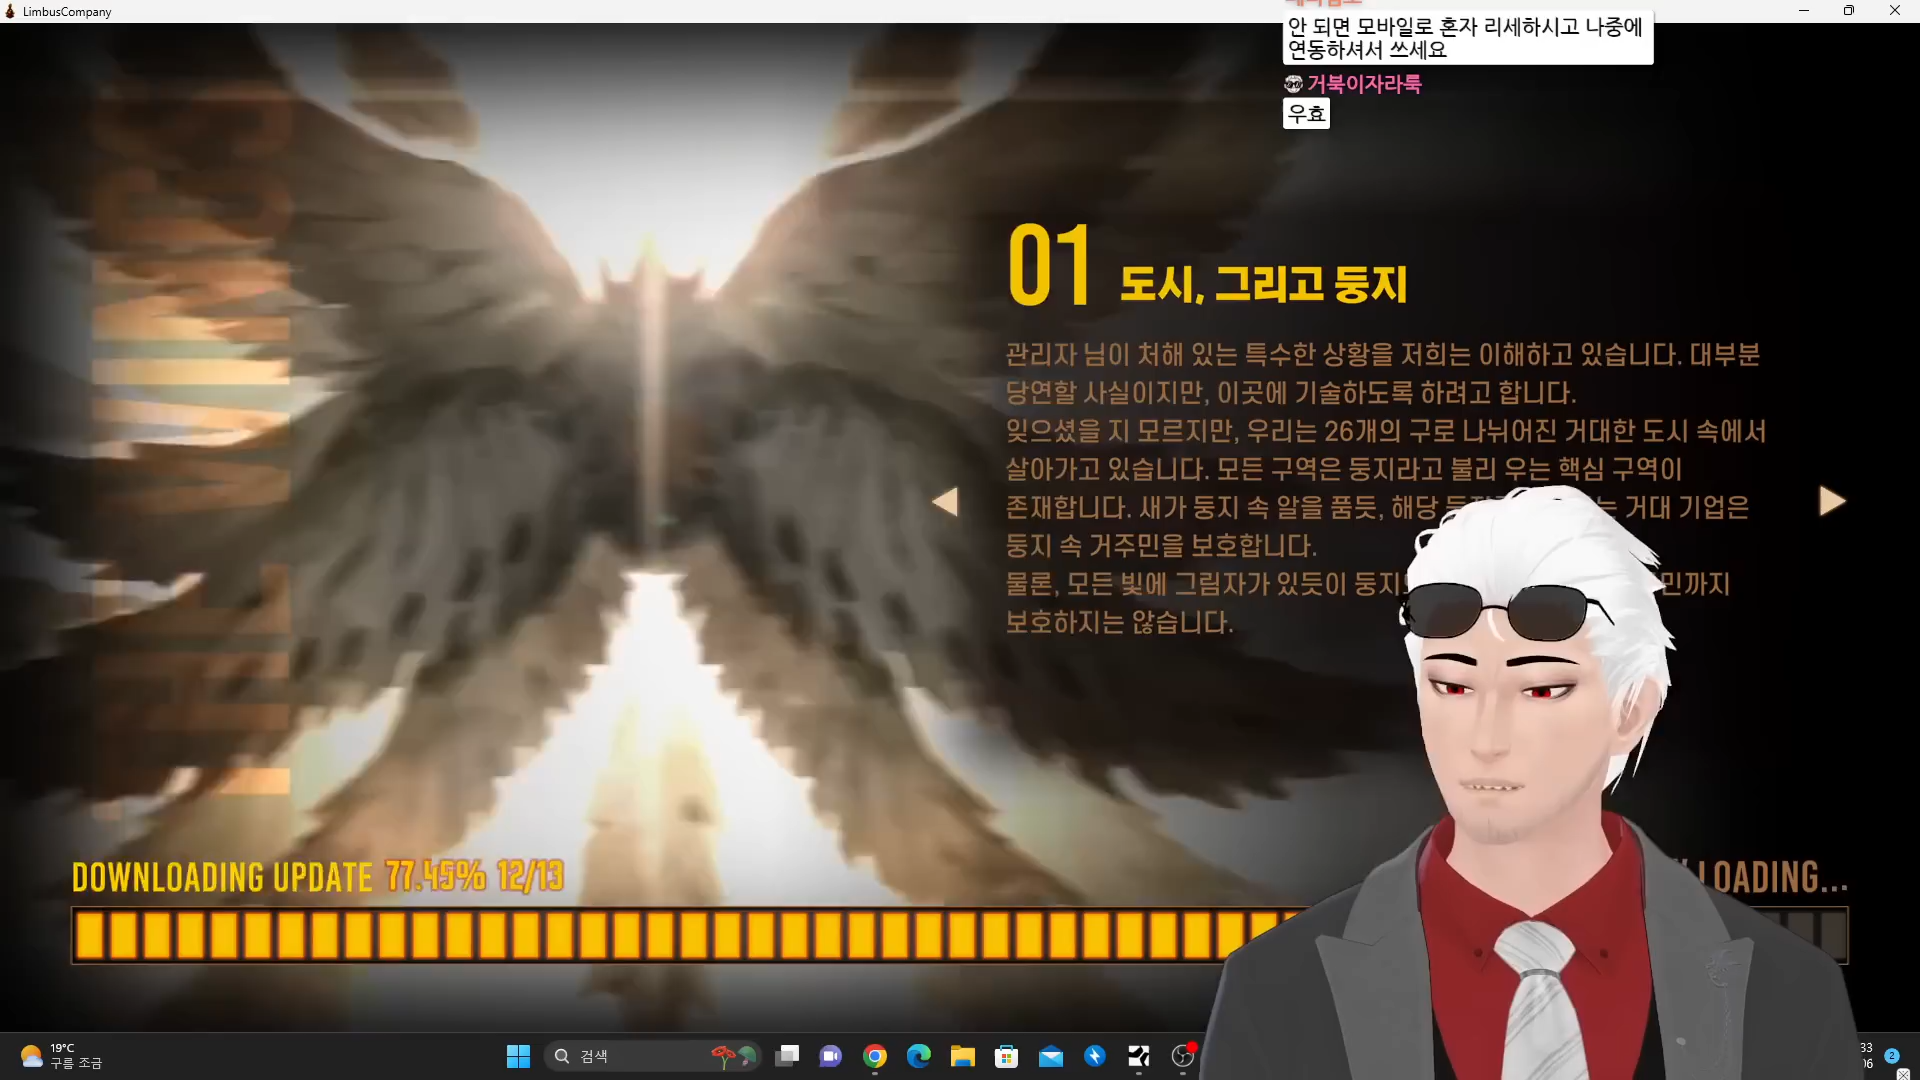 LimbusCompany
안 되면 모바일로 혼자 리세하시고 나중에
연동하셔서 쓰세요
거북이자라룩
우효
01 도시, 그리고 둥지
관리자 님이 처해 있는 특수한 상황을 저희는 이해하고 있습니다. 대부분
당연할 사실이지만, 이곳에 기술하도록 하려고 합니다.
잊으셨을 지 모르지만, 우리는 26개의 구로 나뉘어진 거대한 도시 속에서
살아가고 있습니다. 모든 구역은 둥지라고 불리 우는 핵심 구역이
존재합니다. 새가 둥지 속 알을 품듯, 해당 는 거대 기업은
둥지 속 거주민을 보호합니다.
물론, 모든 빛에 그림자가 있듯이 민까지
보호하지는 않습니다.
DOWNLOADING UPDATE 77.45% 12/13
LOADING...
19°C
구름 조금
검색
33
06
2